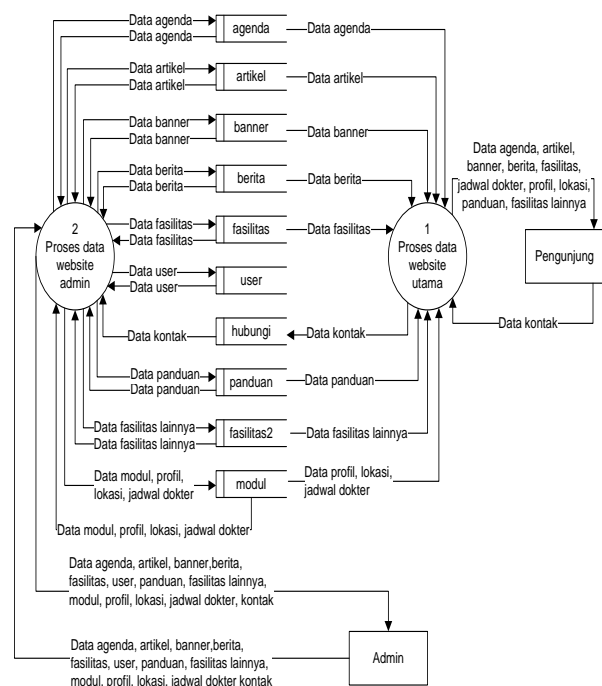 Data agenda
Data agenda
agenda
Data agenda
Data artikel
Data artikel
artikel
Data artikel
Data banner
Data banner
banner
Data banner
Data berita
Data berita
berita
Data berita
Data agenda, artikel,
banner, berita, fasilitas,
jadwal dokter, profil, lokasi,
panduan, fasilitas lainya
2
Proses data
website
admin
Data fasilitas
Data fasilitas
fasilitas
Data fasilitas
1
Proses data
website
utama
Pengunjung
Data user
Data user
user
Data kontak
hubungi
Data kontak
Data kontak
Data panduan
Data panduan
panduan
Data panduan
Data fasilitas lainnya
Data fasilitas lainnya
fasilitas2
Data fasilitas lainnya
Data modul, profil,
lokasi, jadwal dokter
modul
Data profil, lokasi,
jadwal dokter
Data modul, profil, lokasi, jadwal dokter
Data agenda, artikel, banner,berita,
fasilitas, user, panduan, fasilitas lainnya,
modul, profil, lokasi, jadwal dokter, kontak
Data agenda, artikel, banner,berita,
fasilitas, user, panduan, fasilitas lainnya,
modul, profil, lokasi, jadwal dokter kontak
Admin